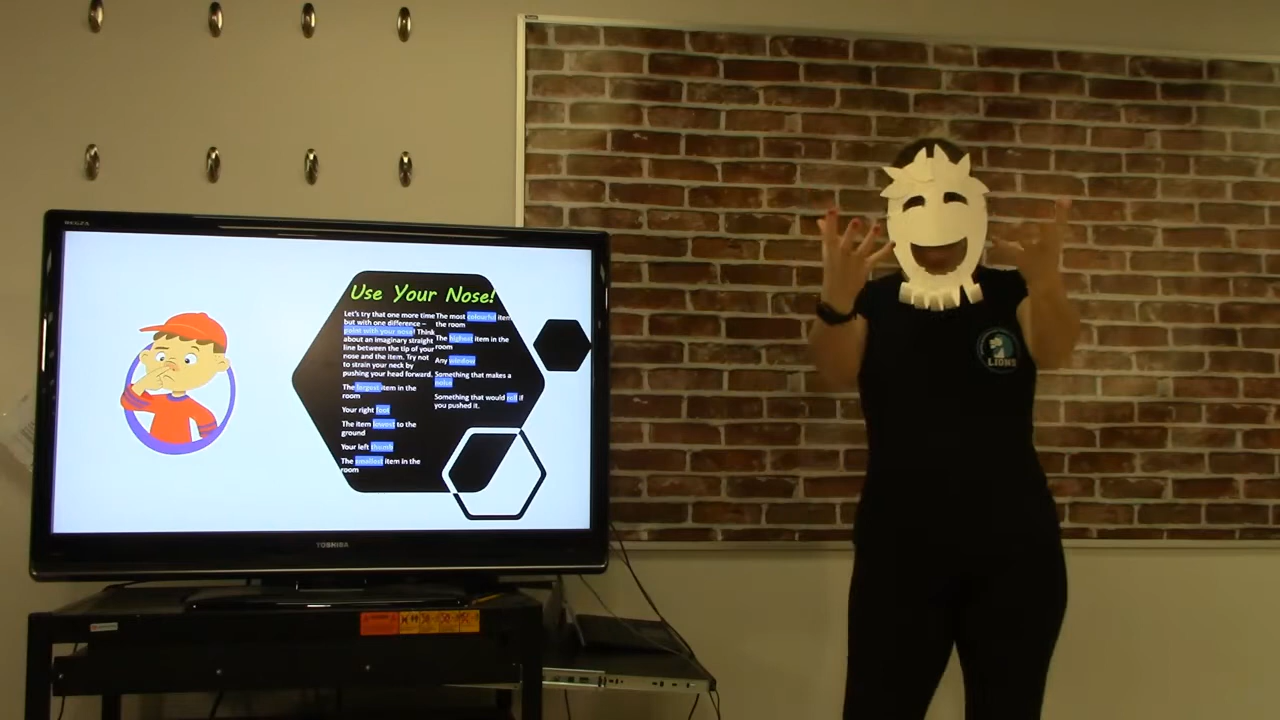 REGZA
Use Your Nose!
Let's try that one more time
but with one difference –
point with your nose! Think
about an imaginary straight
line between the tip of your
nose and the item. Try not
to strain your neck by
pushing your head forward.
The largest item in the
room
Your right foot
The item lowest to the
ground
Your left thumb
The smallest item in the
room
The most colourful item
the room
The highest item in the
room
Any window
Something that makes a
noise
Something that would roll if
you pushed it.
TOSHIBA
LIONS